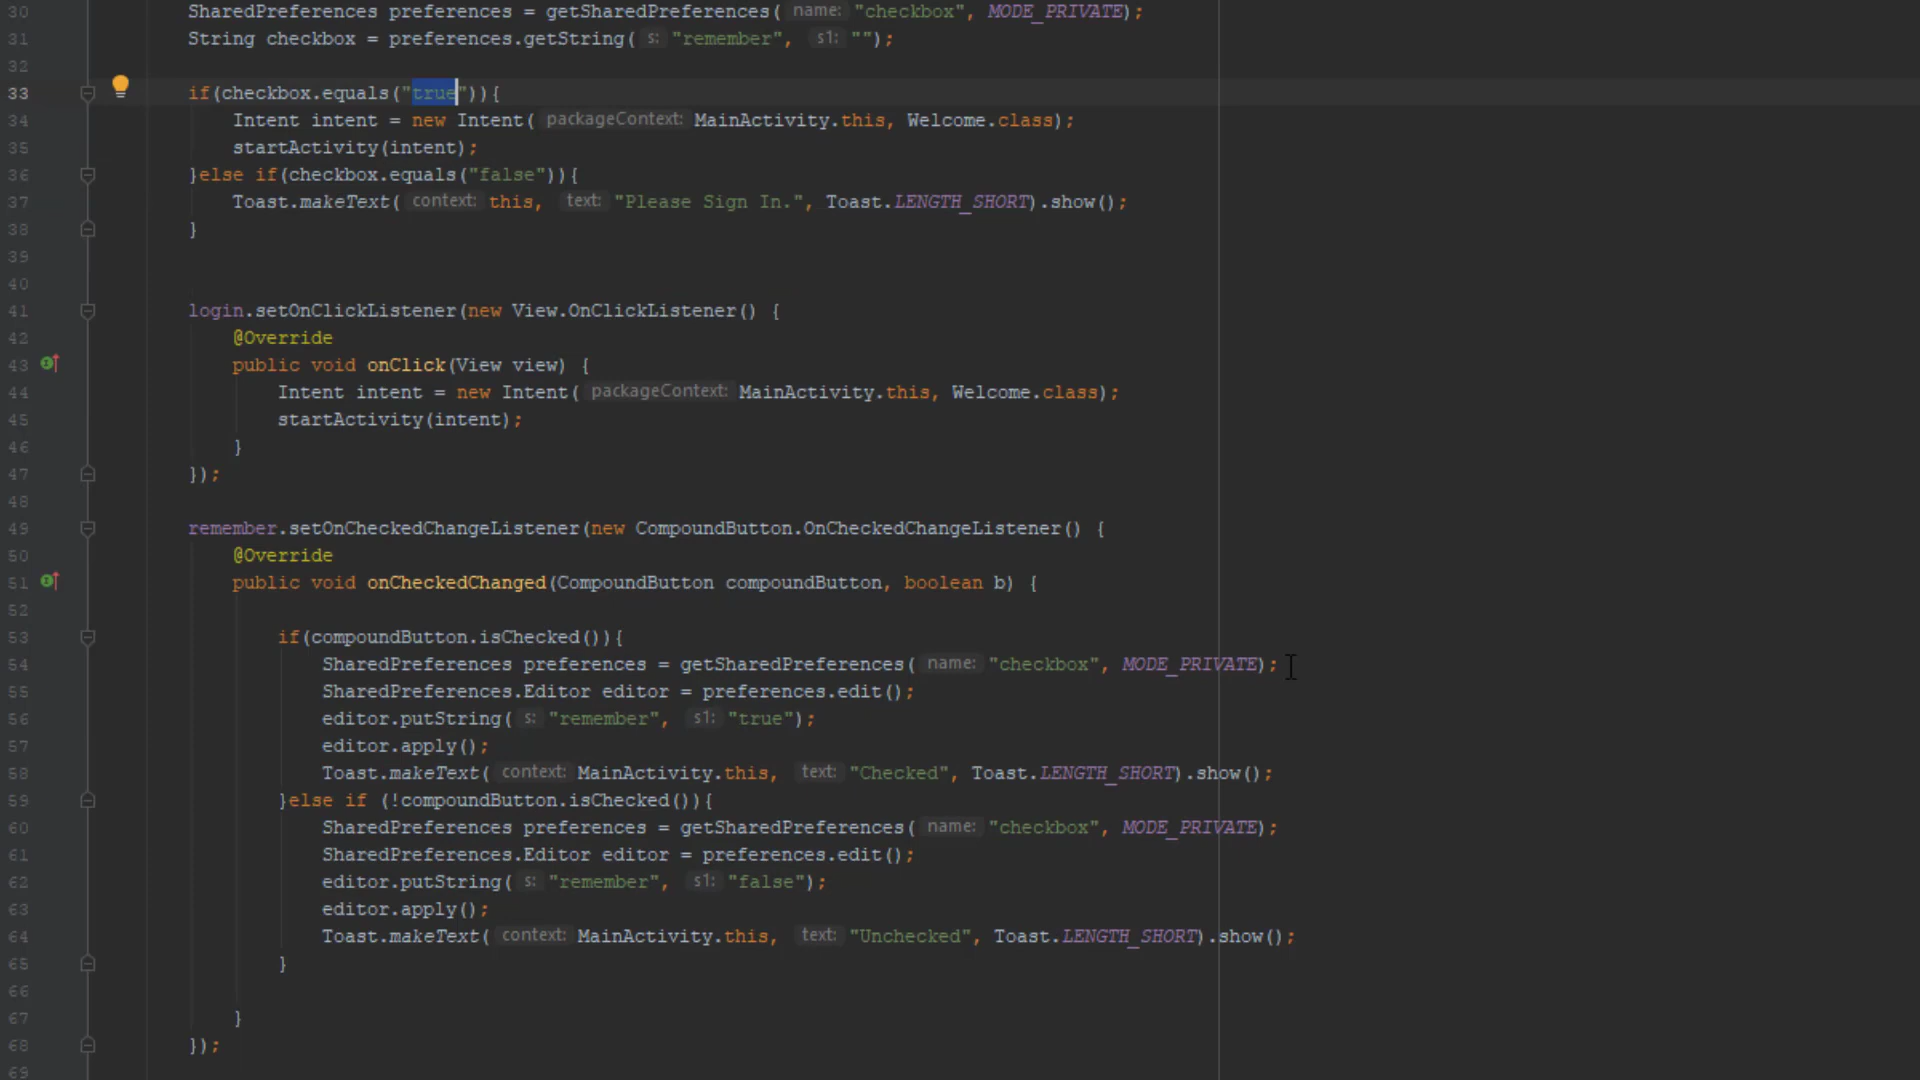 30 SharedPreferences preferences = getSharedPreferences( name: "checkbox", MODE_PRIVATE);
31 String checkbox = preferences.getString( s: "remember", s1: "");
32
33 if(checkbox.equals("true")){
34 Intent intent = new Intent( packageContext: MainActivity.this, Welcome.class);
35 startActivity(intent);
36 }else if(checkbox.equals("false")){
37 Toast.makeText( context: this, text: "Please Sign In.", Toast.LENGTH_SHORT).show();
38 }
39
40
41 login.setOnClickListener(new View.OnClickListener() {
42 @Override
43 public void onClick(View view) {
44 Intent intent = new Intent( packageContext: MainActivity.this, Welcome.class);
45 startActivity(intent);
46 }
47 });
48
49 remember.setOnCheckedChangeListener(new CompoundButton.OnCheckedChangeListener() {
50 @Override
51 public void onCheckedChanged(CompoundButton compoundButton, boolean b) {
52
53 if(compoundButton.isChecked()){
54 SharedPreferences preferences = getSharedPreferences( name: "checkbox", MODE_PRIVATE);
55 SharedPreferences.Editor editor = preferences.edit();
56 editor.putString( s: "remember", s1: "true");
57 editor.apply();
58 Toast.makeText( context: MainActivity.this, text: "Checked", Toast.LENGTH_SHORT).show();
59 }else if (!compoundButton.isChecked()){
60 SharedPreferences preferences = getSharedPreferences( name: "checkbox", MODE_PRIVATE);
61 SharedPreferences.Editor editor = preferences.edit();
62 editor.putString( s: "remember", s1: "false");
63 editor.apply();
64 Toast.makeText( context: MainActivity.this, text: "Unchecked", Toast.LENGTH_SHORT).show();
65 }
66
67 }
68 });
69